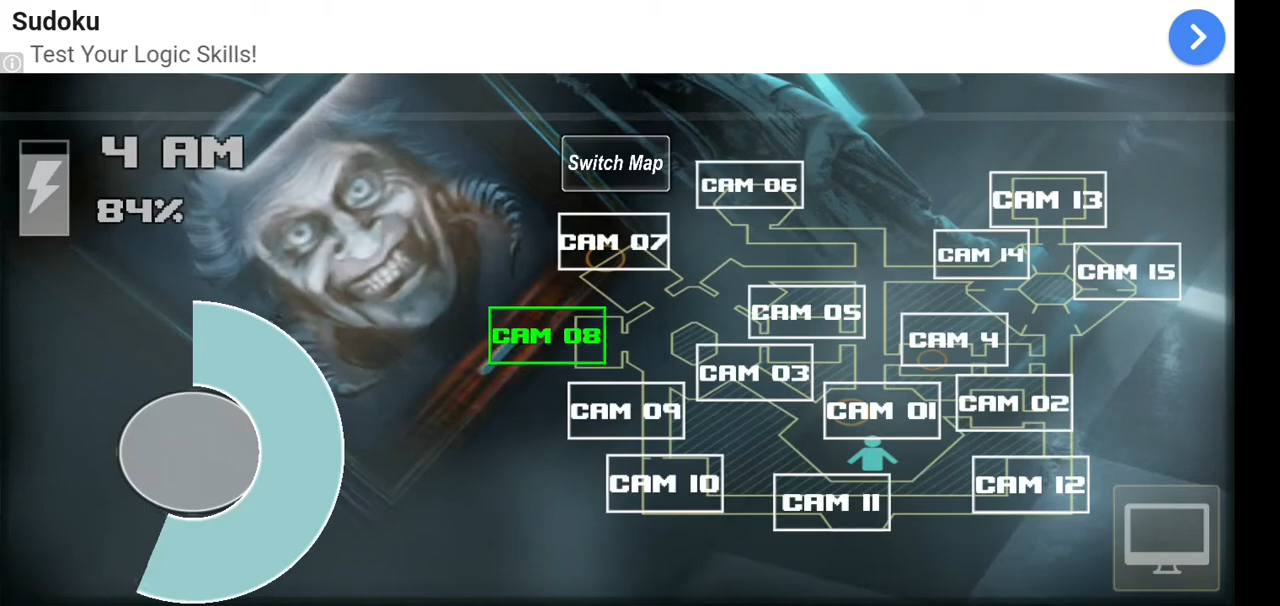 Sudoku
Test Your Logic Skills!
4 AM
84%
Switch Map
CAM 06
CAM 13
CAM 07
CAM 14
CAM 15
CAM 05
CAM 08
CAM 4
CAM 03
CAM 09
CAM 01
CAM 02
CAM 10
CAM 11
CAM 12